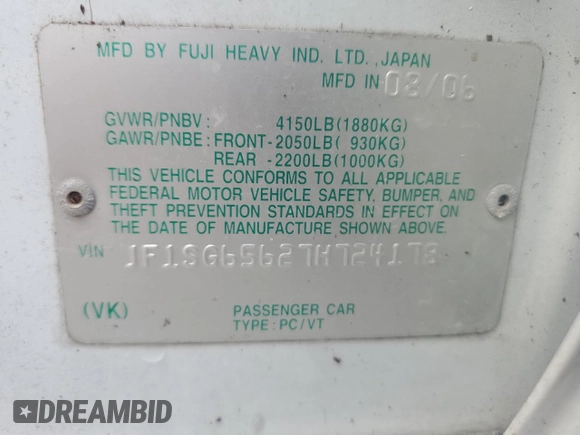 MFD BY FUJI HEAVY IND. LTD., JAPAN
MFD IN 08/06
GVWR/PNBV: 4150LB(1880KG)
GAWR/PNBE: FRONT-2050LB( 930KG)
REAR -2200LB(1000KG)
THIS VEHICLE CONFORMS TO ALL APPLICABLE
FEDERAL MOTOR VEHICLE SAFETY, BUMPER, AND
THEFT PREVENTION STANDARDS IN EFFECT ON
THE DATE OF MANUFACTURE SHOWN ABOVE.
VIN JF1SG65627H724178
(VK) PASSENGER CAR
TYPE: PC/VT
DREAMBID